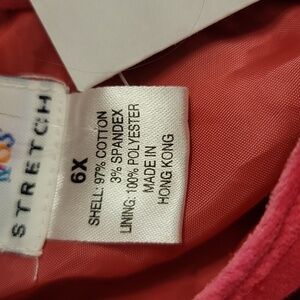 STRETCH
6X
SHELL: 97% COTTON
3% SPANDEX
LINING: 100% POLYESTER
MADE IN
HONG KONG